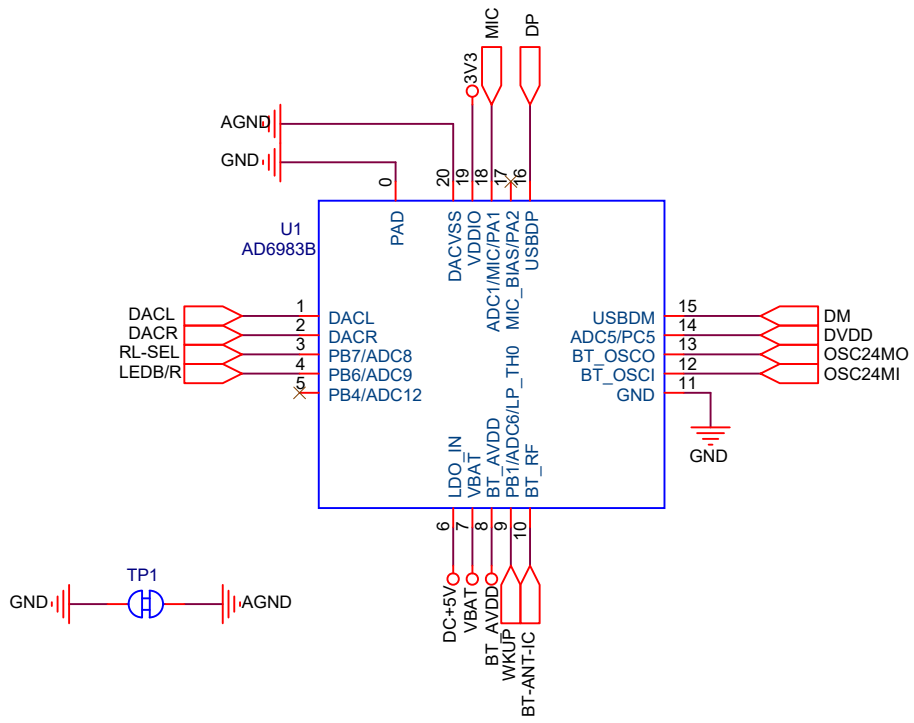 MIC
DP
3V3
AGND
GND
0
20
19
18
17
16
U1
AD6983B
PAD
DACVSS
VDDIO
ADC1/MIC/PA1
MIC_BIAS/PA2
USBDP
DACL
1
DACL
DACR
2
DACR
RL-SEL
3
PB7/ADC8
LEDB/R
4
PB6/ADC9
5
PB4/ADC12
USBDM
15
DM
ADC5/PC5
14
DVDD
BT_OSCO
13
OSC24MO
BT_OSCI
12
OSC24MI
GND
11
GND
LDO_IN
VBAT
BT_AVDD
PB1/ADC6/LP_TH0
BT_RF
6
7
8
9
10
DC+5V
VBAT
BT_AVDD
WKUP
BT-ANT-IC
TP1
GND
AGND